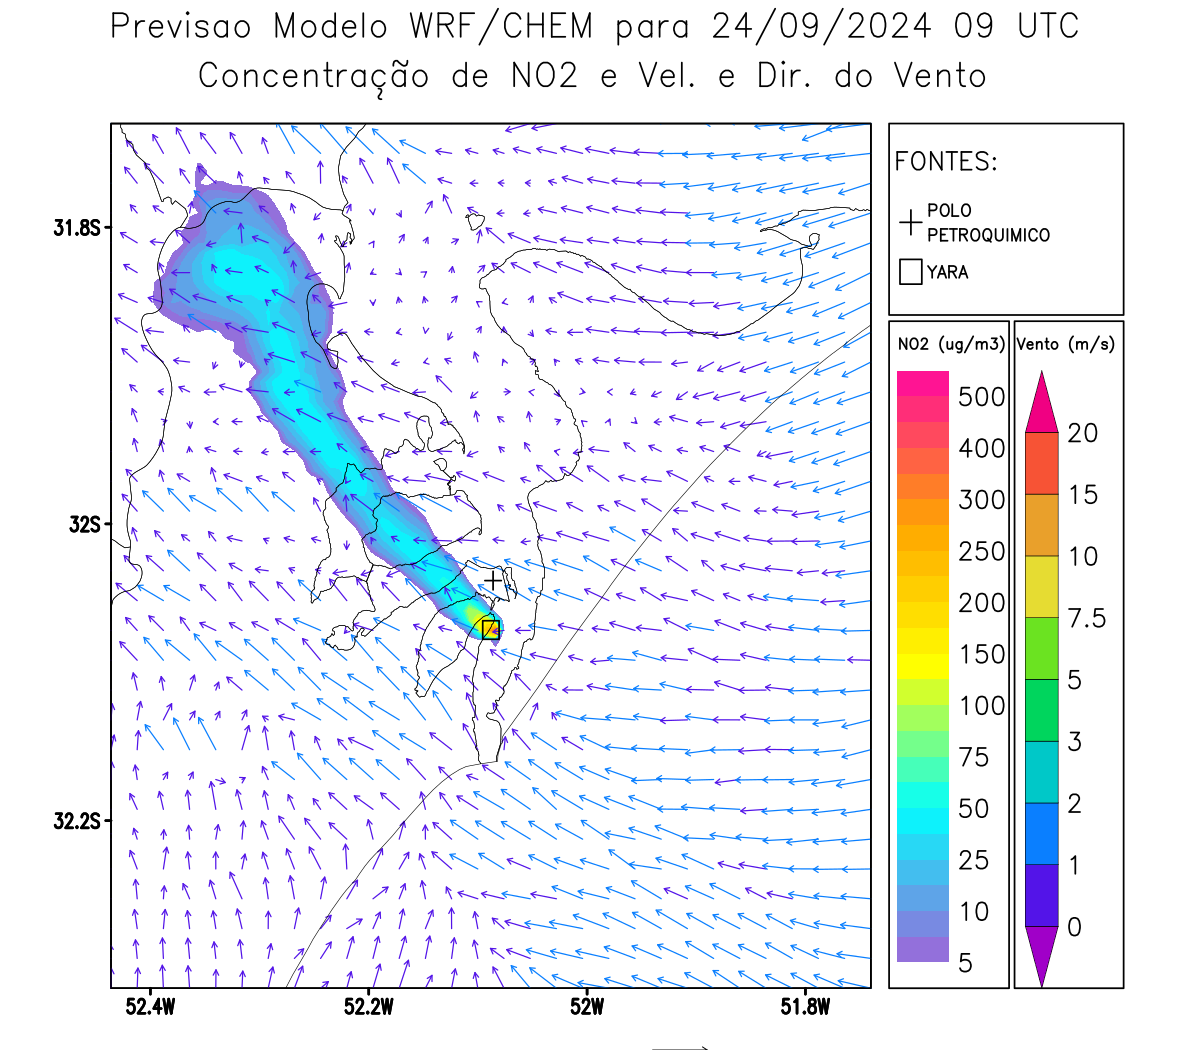 Previsao Modelo WRF/CHEM para 24/09/2024 09 UTC
Concentração de NO2 e Vel. e Dir. do Vento
31.8S
32S
32.2S
52.4W
52.2W
52W
51.8W
FONTES:
POLO
PETROQUIMICO
YARA
NO2 (ug/m3)
500
400
300
250
200
150
100
75
50
25
10
5
Vento (m/s)
20
15
10
7.5
5
3
2
1
0